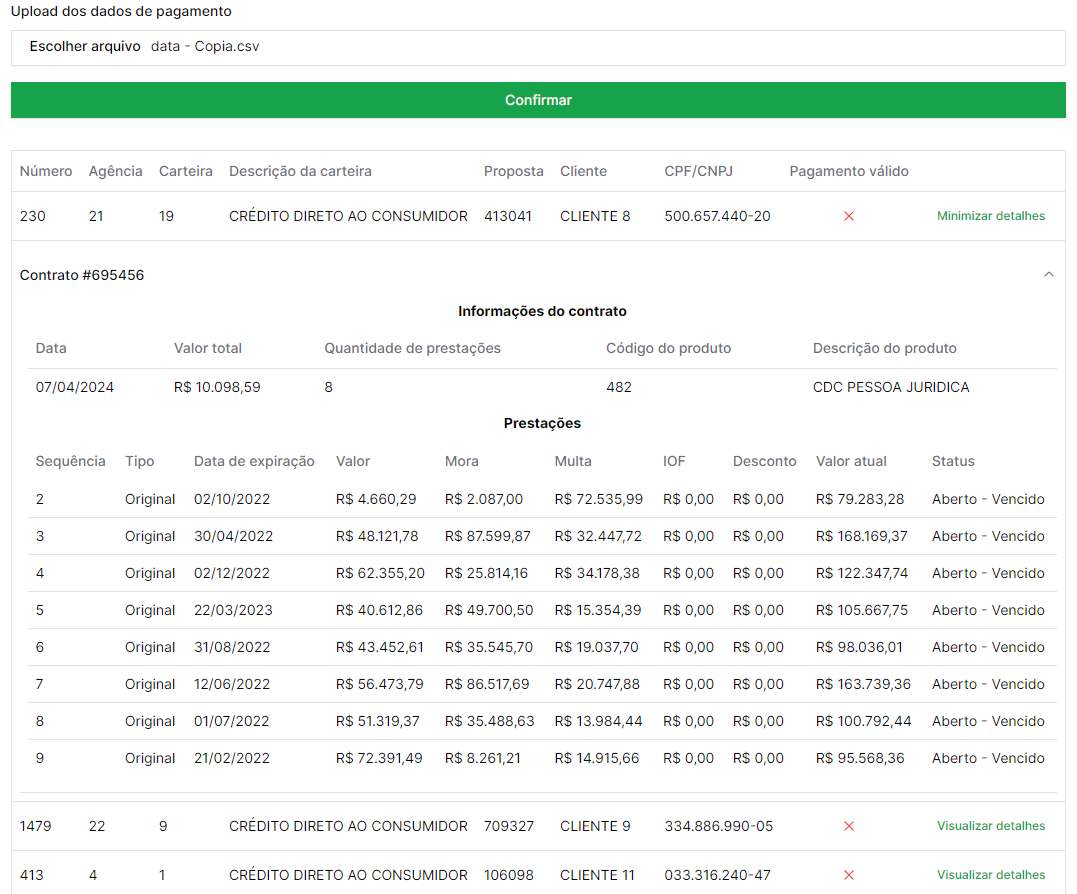 Upload dos dados de pagamento
Escolher arquivo data - Copia.csv
Confirmar
Número Agência Carteira Descrição da carteira Proposta Cliente CPF/CNPJ Pagamento válido
230 21 19 CRÉDITO DIRETO AO CONSUMIDOR 413041 CLIENTE 8 500.657.440-20 Minimizar detalhes
Contrato #695456
Informações do contrato
Data Valor total Quantidade de prestações Código do produto Descrição do produto
07/04/2024 R$ 10.098,59 8 482 CDC PESSOA JURIDICA
Prestações
Sequência Tipo Data de expiração Valor Mora Multa IOF Desconto Valor atual Status
2 Original 02/10/2022 R$ 4.660,29 R$ 2.087,00 R$ 72.535,99 R$ 0,00 R$ 0,00 R$ 79.283,28 Aberto - Vencido
3 Original 30/04/2022 R$ 48.121,78 R$ 87.599,87 R$ 32.447,72 R$ 0,00 R$ 0,00 R$ 168.169,37 Aberto - Vencido
4 Original 02/12/2022 R$ 62.355,20 R$ 25.814,16 R$ 34.178,38 R$ 0,00 R$ 0,00 R$ 122.347,74 Aberto - Vencido
5 Original 22/03/2023 R$ 40.612,86 R$ 49.700,50 R$ 15.354,39 R$ 0,00 R$ 0,00 R$ 105.667,75 Aberto - Vencido
6 Original 31/08/2022 R$ 43.452,61 R$ 35.545,70 R$ 19.037,70 R$ 0,00 R$ 0,00 R$ 98.036,01 Aberto - Vencido
7 Original 12/06/2022 R$ 56.473,79 R$ 86.517,69 R$ 20.747,88 R$ 0,00 R$ 0,00 R$ 163.739,36 Aberto - Vencido
8 Original 01/07/2022 R$ 51.319,37 R$ 35.488,63 R$ 13.984,44 R$ 0,00 R$ 0,00 R$ 100.792,44 Aberto - Vencido
9 Original 21/02/2022 R$ 72.391,49 R$ 8.261,21 R$ 14.915,66 R$ 0,00 R$ 0,00 R$ 95.568,36 Aberto - Vencido
1479 22 9 CRÉDITO DIRETO AO CONSUMIDOR 709327 CLIENTE 9 334.886.990-05 Visualizar detalhes
413 4 1 CRÉDITO DIRETO AO CONSUMIDOR 106098 CLIENTE 11 033.316.240-47 Visualizar detalhes